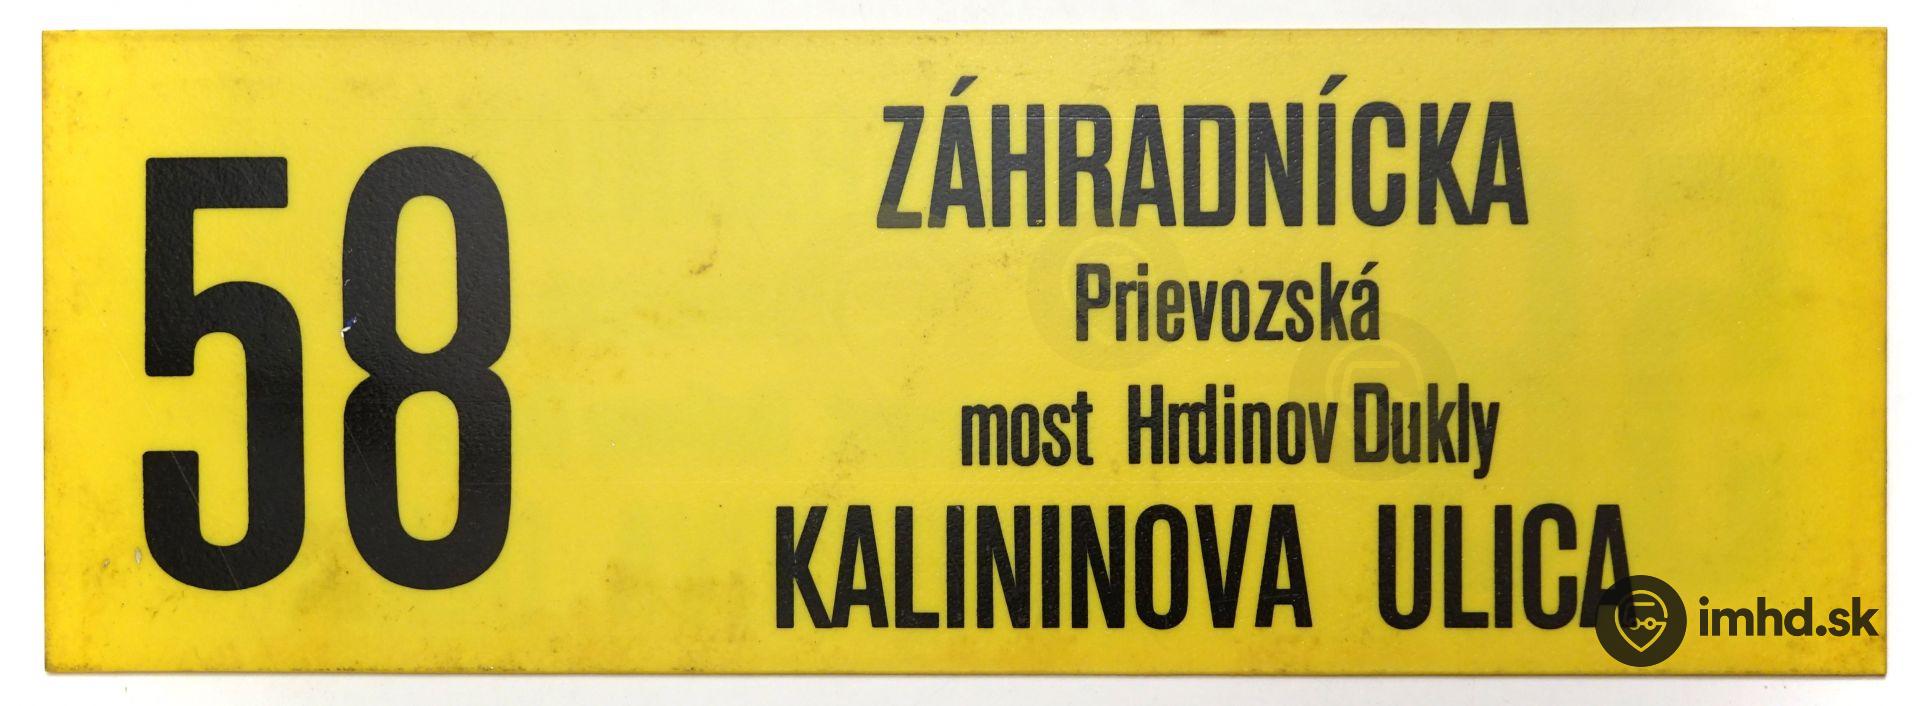 58
ZÁHRADNÍCKA
Prievozská
most Hrdinov Dukly
KALININOVA ULICA
imhd.sk